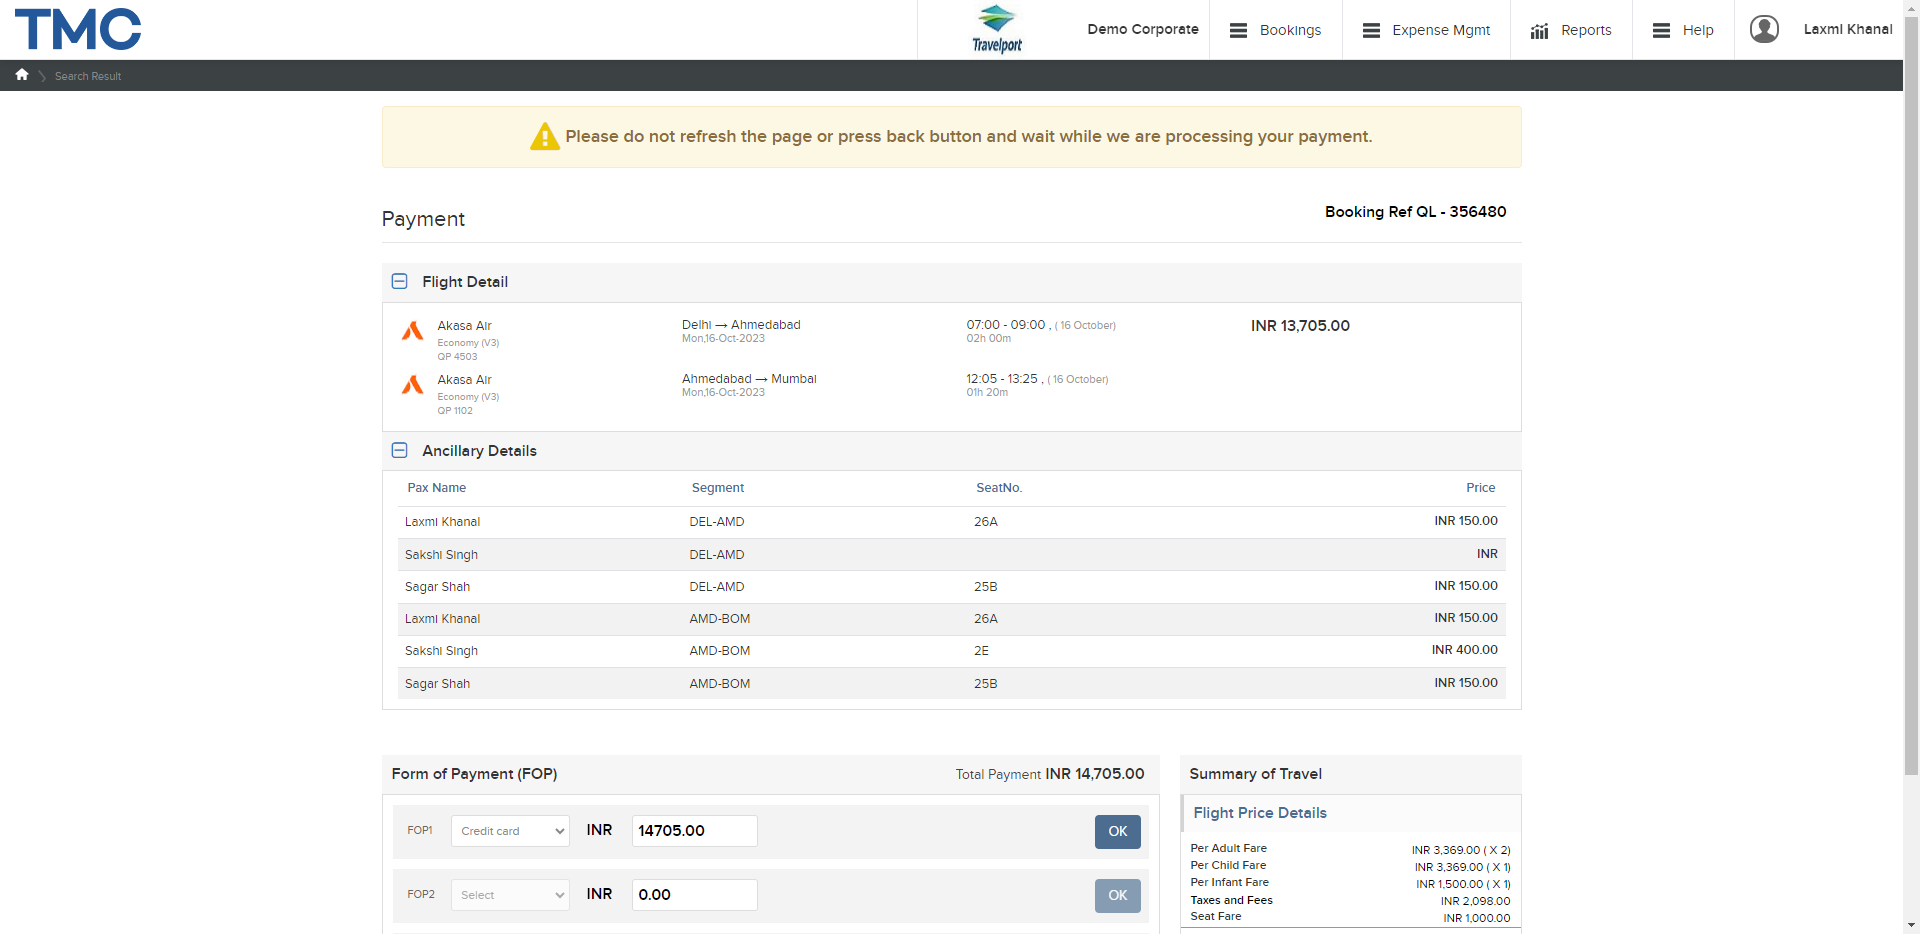 TMC
Travelport
Demo Corporate
Bookings
Expense Mgmt
Reports
Help
Laxmi Khanal
Search Result
Please do not refresh the page or press back button and wait while we are processing your payment.
Payment
Booking Ref QL - 356480
Flight Detail
Akasa Air Delhi → Ahmedabad 07:00 - 09:00 , ( 16 October) INR 13,705.00
Economy (V3) Mon,16-Oct-2023 02h 00m
QP 4503
Akasa Air Ahmedabad → Mumbai 12:05 - 13:25 , ( 16 October)
Economy (V3) Mon,16-Oct-2023 01h 20m
QP 1102
Ancillary Details
Pax Name Segment SeatNo. Price
Laxmi Khanal DEL-AMD 26A INR 150.00
Sakshi Singh DEL-AMD INR
Sagar Shah DEL-AMD 25B INR 150.00
Laxmi Khanal AMD-BOM 26A INR 150.00
Sakshi Singh AMD-BOM 2E INR 400.00
Sagar Shah AMD-BOM 25B INR 150.00
Form of Payment (FOP) Total Payment INR 14,705.00
FOP1 Credit card INR 14705.00 OK
FOP2 Select INR 0.00 OK
Summary of Travel
Flight Price Details
Per Adult Fare INR 3,369.00 ( X 2)
Per Child Fare INR 3,369.00 ( X 1)
Per Infant Fare INR 1,500.00 ( X 1)
Taxes and Fees INR 2,098.00
Seat Fare INR 1,000.00